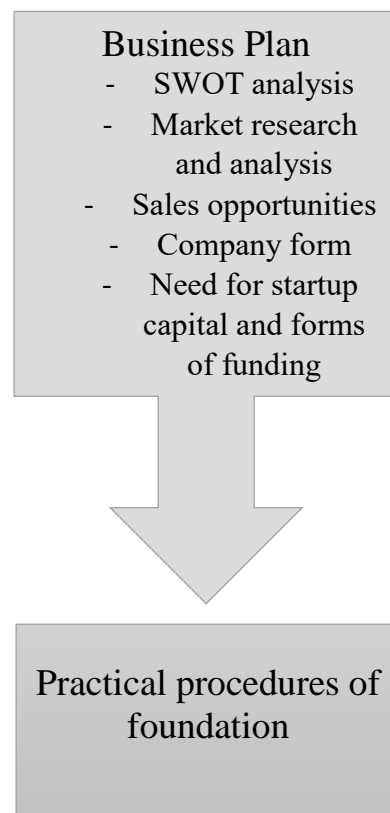 Business Plan
- SWOT analysis
- Market research
and analysis
- Sales opportunities
- Company form
- Need for startup
capital and forms
of funding
Practical procedures of
foundation